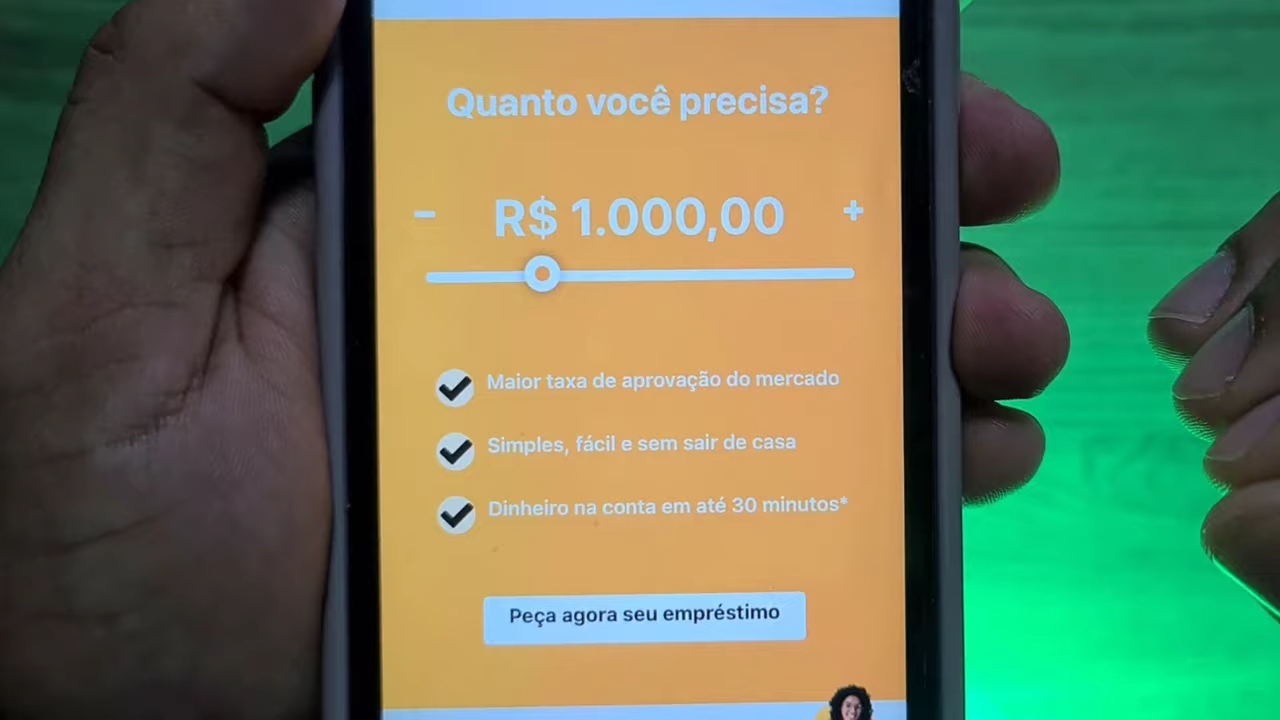 Quanto você precisa?
- R$ 1.000,00 +
Maior taxa de aprovação do mercado
Simples, fácil e sem sair de casa
Dinheiro na conta em até 30 minutos*
Peça agora seu empréstimo